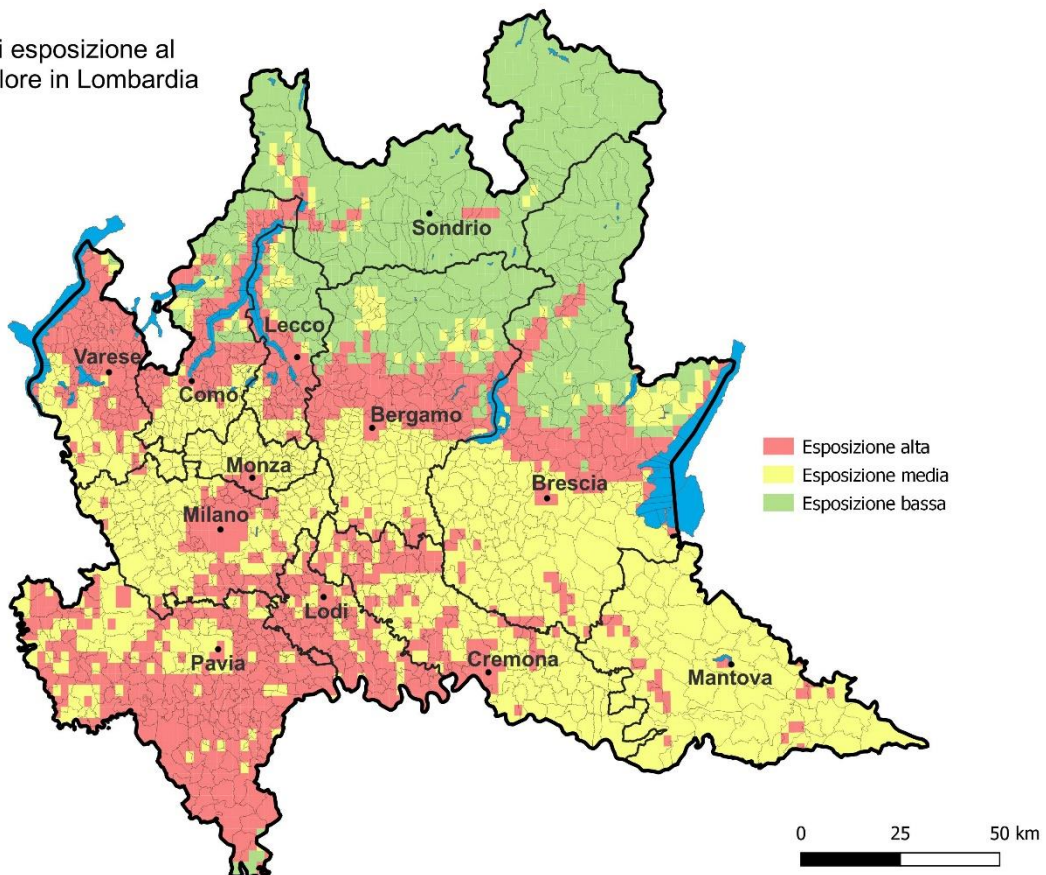 i esposizione al
lore in Lombardia
Sondrio
Lecco
Varese
Como
Bergamo
Monza
Brescia
Milano
Lodi
Pavia
Cremona
Mantova
Esposizione alta
Esposizione media
Esposizione bassa
0 25 50 km